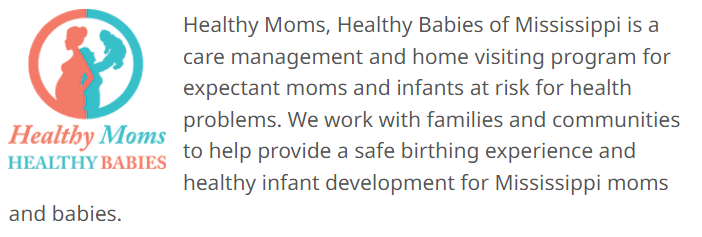 Healthy Moms, Healthy Babies of Mississippi is a
care management and home visiting program for
expectant moms and infants at risk for health
problems. We work with families and communities
to help provide a safe birthing experience and
healthy infant development for Mississippi moms
and babies.
Healthy Moms
HEALTHY BABIES